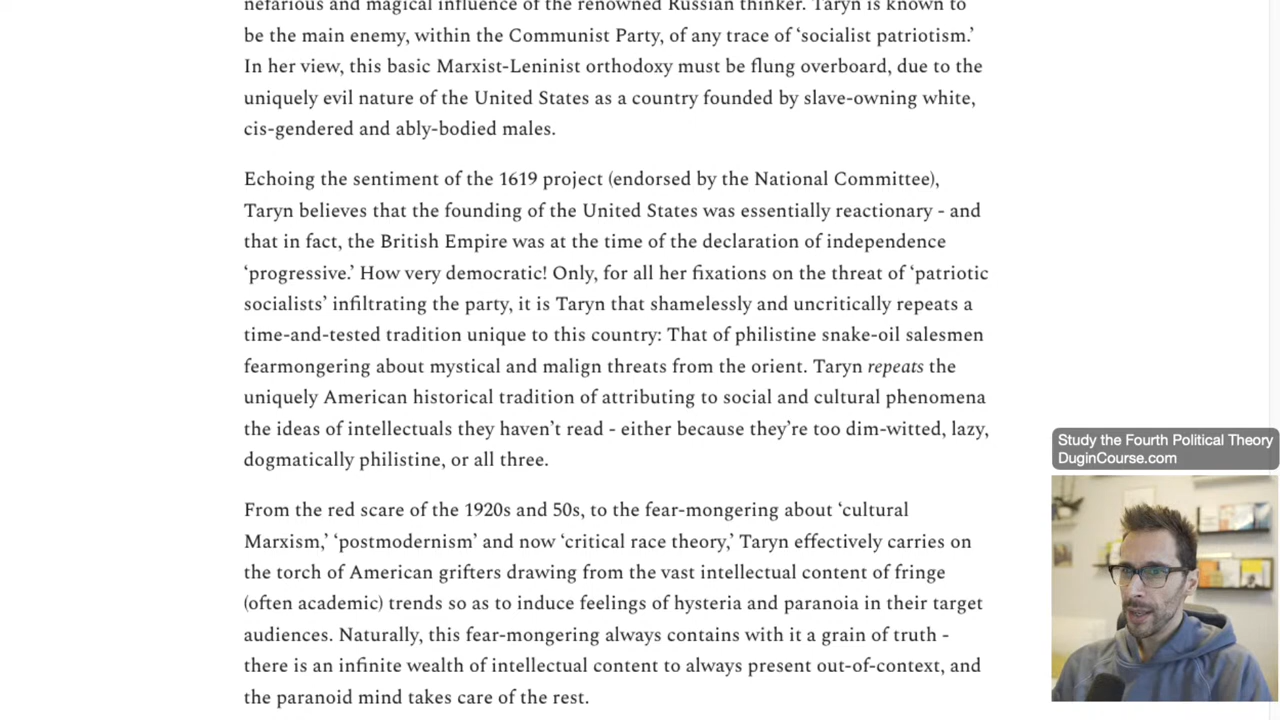 nefarious and magical influence of the renowned Russian thinker. Taryn is known to
be the main enemy, within the Communist Party, of any trace of ‘socialist patriotism.’
In her view, this basic Marxist-Leninist orthodoxy must be flung overboard, due to the
uniquely evil nature of the United States as a country founded by slave-owning white,
cis-gendered and ably-bodied males.
Echoing the sentiment of the 1619 project (endorsed by the National Committee),
Taryn believes that the founding of the United States was essentially reactionary - and
that in fact, the British Empire was at the time of the declaration of independence
‘progressive.’ How very democratic! Only, for all her fixations on the threat of ‘patriotic
socialists’ infiltrating the party, it is Taryn that shamelessly and uncritically repeats a
time-and-tested tradition unique to this country: That of philistine snake-oil salesmen
fearmongering about mystical and malign threats from the orient. Taryn repeats the
uniquely American historical tradition of attributing to social and cultural phenomena
the ideas of intellectuals they haven’t read - either because they’re too dim-witted, lazy,
dogmatically philistine, or all three.
From the red scare of the 1920s and 50s, to the fear-mongering about ‘cultural
Marxism,’ ‘postmodernism’ and now ‘critical race theory,’ Taryn effectively carries on
the torch of American grifters drawing from the vast intellectual content of fringe
(often academic) trends so as to induce feelings of hysteria and paranoia in their target
audiences. Naturally, this fear-mongering always contains with it a grain of truth -
there is an infinite wealth of intellectual content to always present out-of-context, and
the paranoid mind takes care of the rest.
Study the Fourth Political Theory
DuginCourse.com